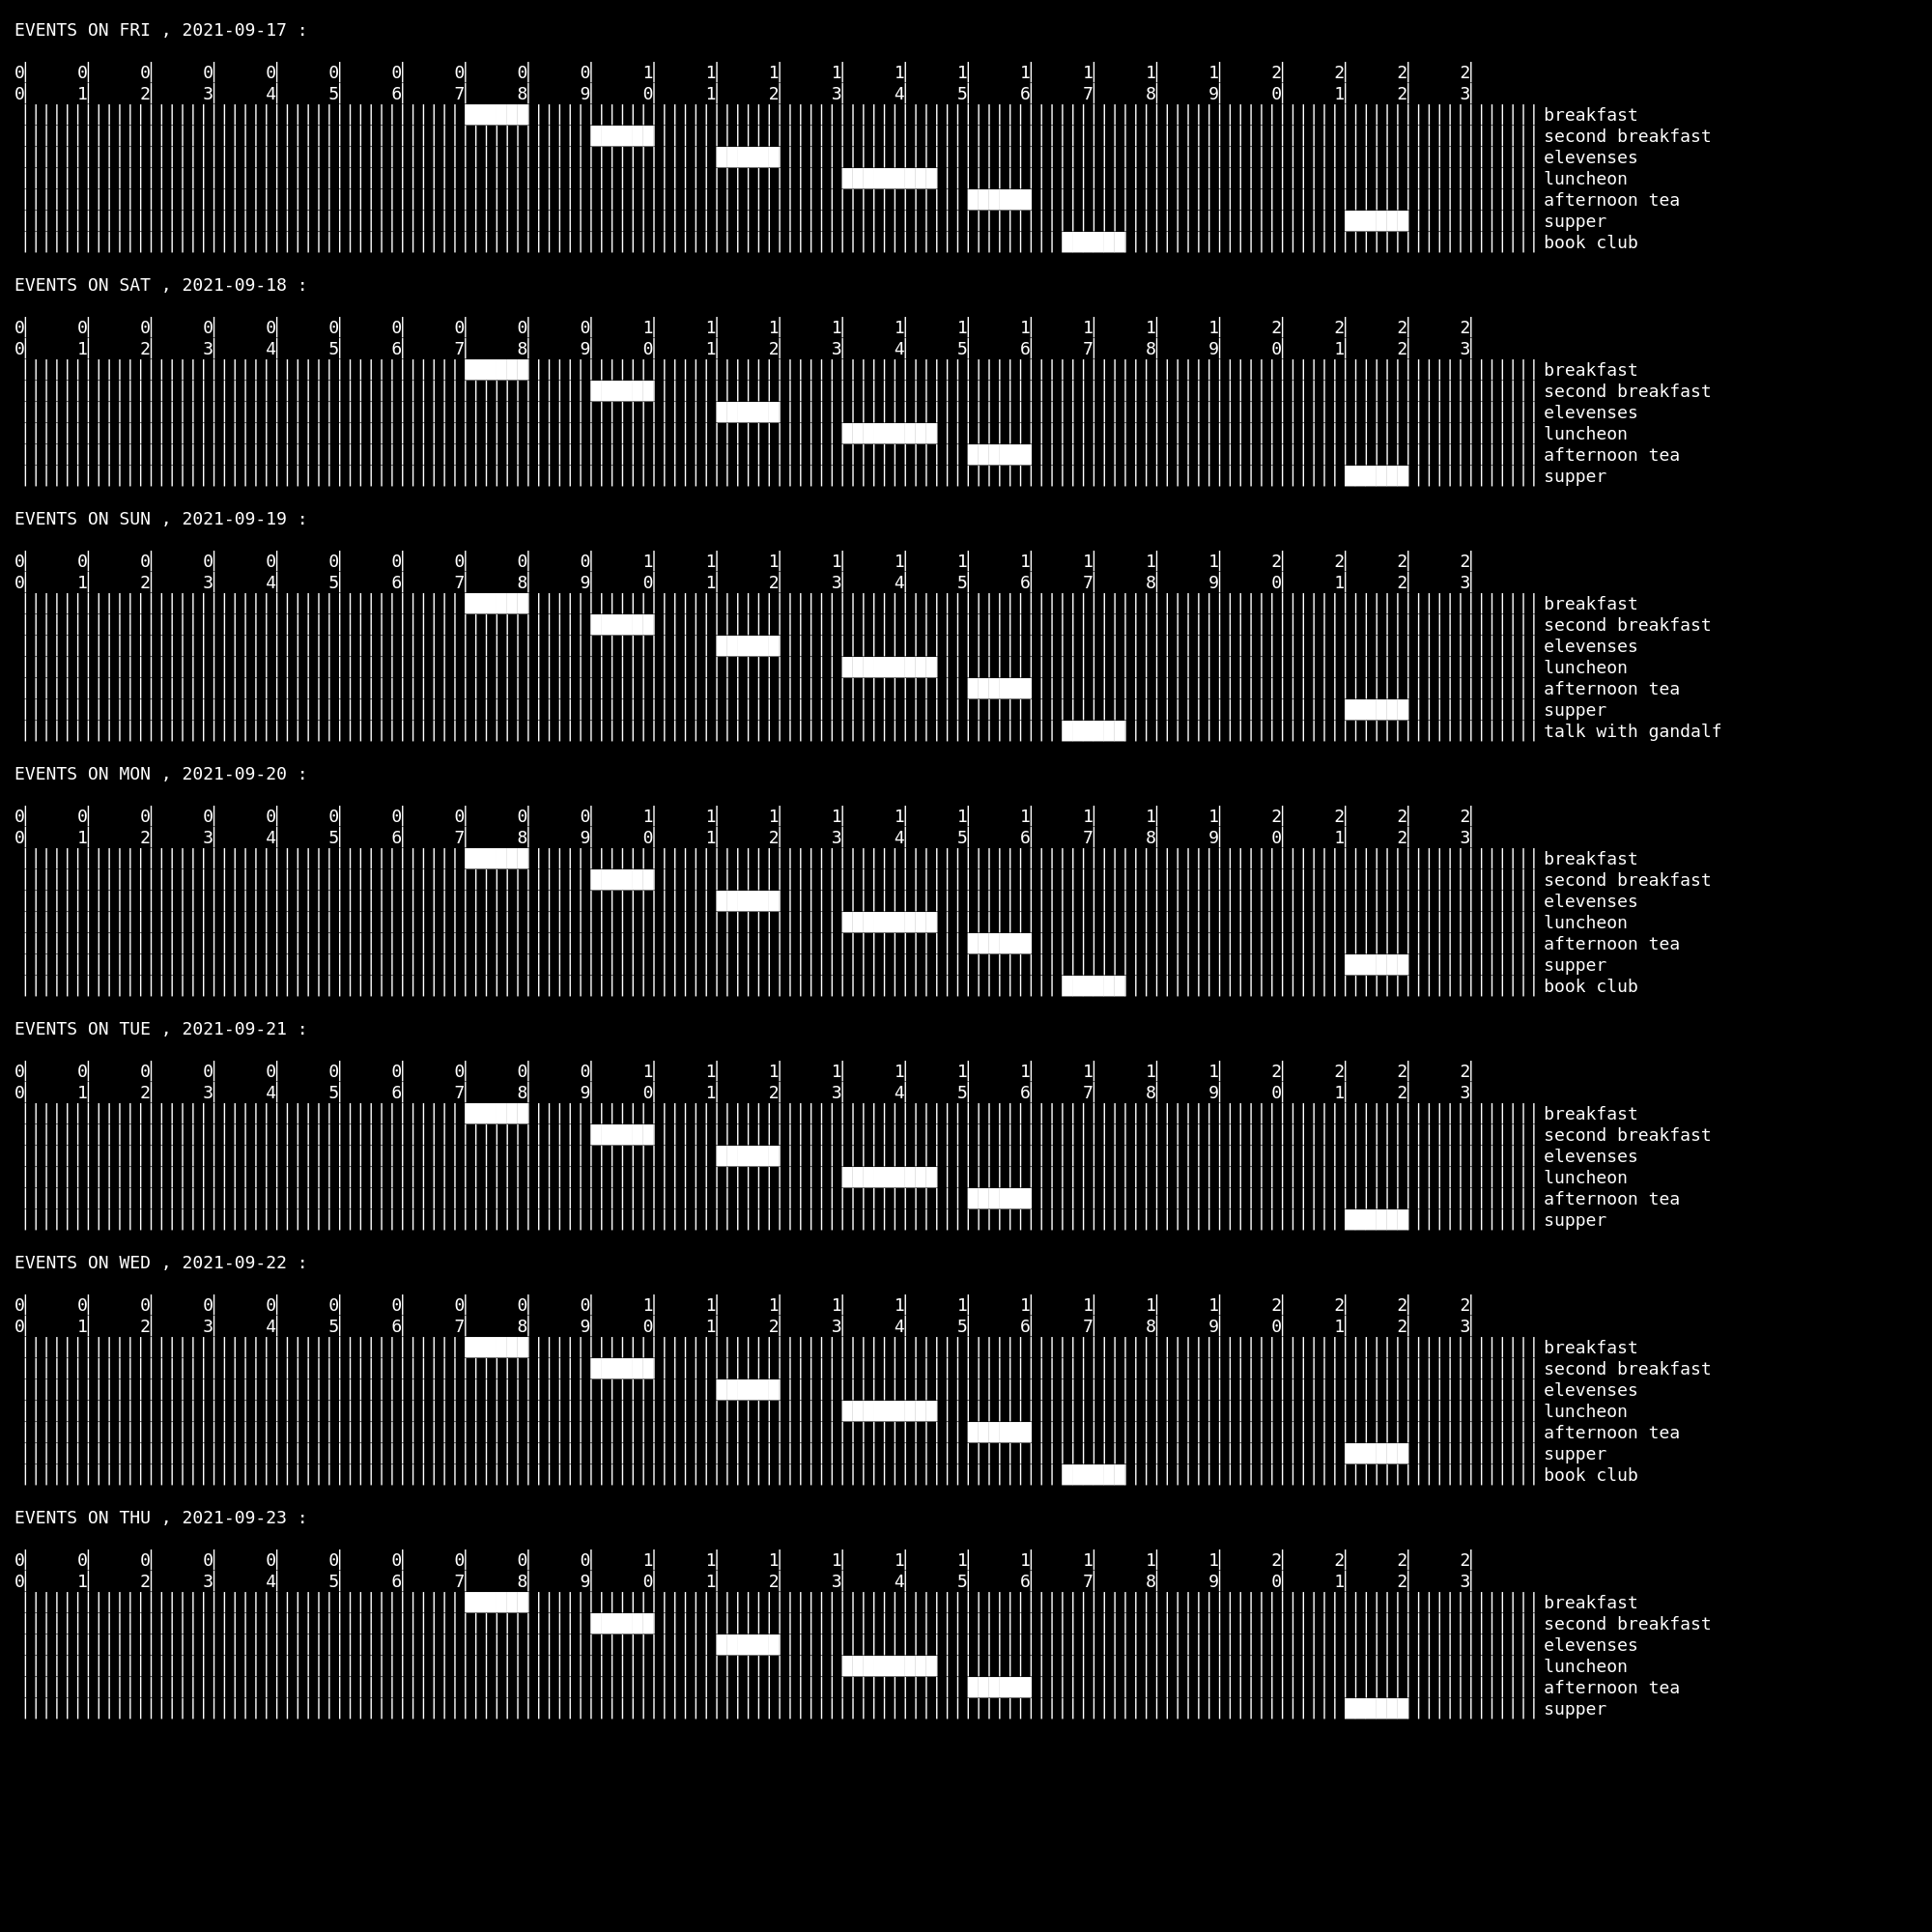 EVENTS ON FRI , 2021-09-17 :
0| 0| 0| 0| 0| 0| 0| 0| 0| 0| 1| 1| 1| 1| 1| 1| 1| 1| 1| 1| 2| 2| 2| 2|
0| 1| 2| 3| 4| 5| 6| 7| 8| 9| 0| 1| 2| 3| 4| 5| 6| 7| 8| 9| 0| 1| 2| 3|
breakfast
second breakfast
elevenses
luncheon
afternoon tea
supper
book club
EVENTS ON SAT , 2021-09-18 :
0| 0| 0| 0| 0| 0| 0| 0| 0| 0| 1| 1| 1| 1| 1| 1| 1| 1| 1| 1| 2| 2| 2| 2|
0| 1| 2| 3| 4| 5| 6| 7| 8| 9| 0| 1| 2| 3| 4| 5| 6| 7| 8| 9| 0| 1| 2| 3|
breakfast
second breakfast
elevenses
luncheon
afternoon tea
supper
EVENTS ON SUN , 2021-09-19 :
0| 0| 0| 0| 0| 0| 0| 0| 0| 0| 1| 1| 1| 1| 1| 1| 1| 1| 1| 1| 2| 2| 2| 2|
0| 1| 2| 3| 4| 5| 6| 7| 8| 9| 0| 1| 2| 3| 4| 5| 6| 7| 8| 9| 0| 1| 2| 3|
breakfast
second breakfast
elevenses
luncheon
afternoon tea
supper
talk with gandalf
EVENTS ON MON , 2021-09-20 :
0| 0| 0| 0| 0| 0| 0| 0| 0| 0| 1| 1| 1| 1| 1| 1| 1| 1| 1| 1| 2| 2| 2| 2|
0| 1| 2| 3| 4| 5| 6| 7| 8| 9| 0| 1| 2| 3| 4| 5| 6| 7| 8| 9| 0| 1| 2| 3|
breakfast
second breakfast
elevenses
luncheon
afternoon tea
supper
book club
EVENTS ON TUE , 2021-09-21 :
0| 0| 0| 0| 0| 0| 0| 0| 0| 0| 1| 1| 1| 1| 1| 1| 1| 1| 1| 1| 2| 2| 2| 2|
0| 1| 2| 3| 4| 5| 6| 7| 8| 9| 0| 1| 2| 3| 4| 5| 6| 7| 8| 9| 0| 1| 2| 3|
breakfast
second breakfast
elevenses
luncheon
afternoon tea
supper
EVENTS ON WED , 2021-09-22 :
0| 0| 0| 0| 0| 0| 0| 0| 0| 0| 1| 1| 1| 1| 1| 1| 1| 1| 1| 1| 2| 2| 2| 2|
0| 1| 2| 3| 4| 5| 6| 7| 8| 9| 0| 1| 2| 3| 4| 5| 6| 7| 8| 9| 0| 1| 2| 3|
breakfast
second breakfast
elevenses
luncheon
afternoon tea
supper
book club
EVENTS ON THU , 2021-09-23 :
0| 0| 0| 0| 0| 0| 0| 0| 0| 0| 1| 1| 1| 1| 1| 1| 1| 1| 1| 1| 2| 2| 2| 2|
0| 1| 2| 3| 4| 5| 6| 7| 8| 9| 0| 1| 2| 3| 4| 5| 6| 7| 8| 9| 0| 1| 2| 3|
breakfast
second breakfast
elevenses
luncheon
afternoon tea
supper